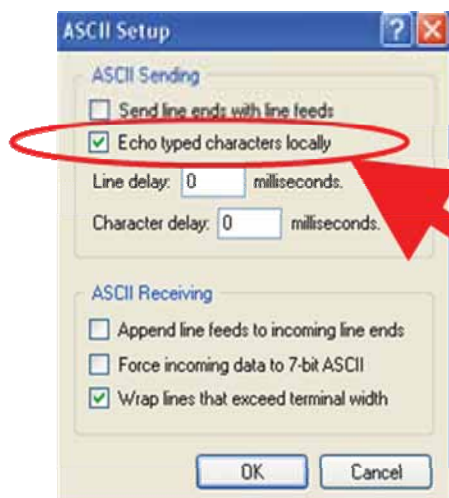 ASCII Setup
ASCII Sending
Send line ends with line feeds
Echo typed characters locally
Line delay: 0 milliseconds.
Character delay: 0 milliseconds.
ASCII Receiving
Append line feeds to incoming line ends
Force incoming data to 7-bit ASCII
Wrap lines that exceed terminal width
OK Cancel